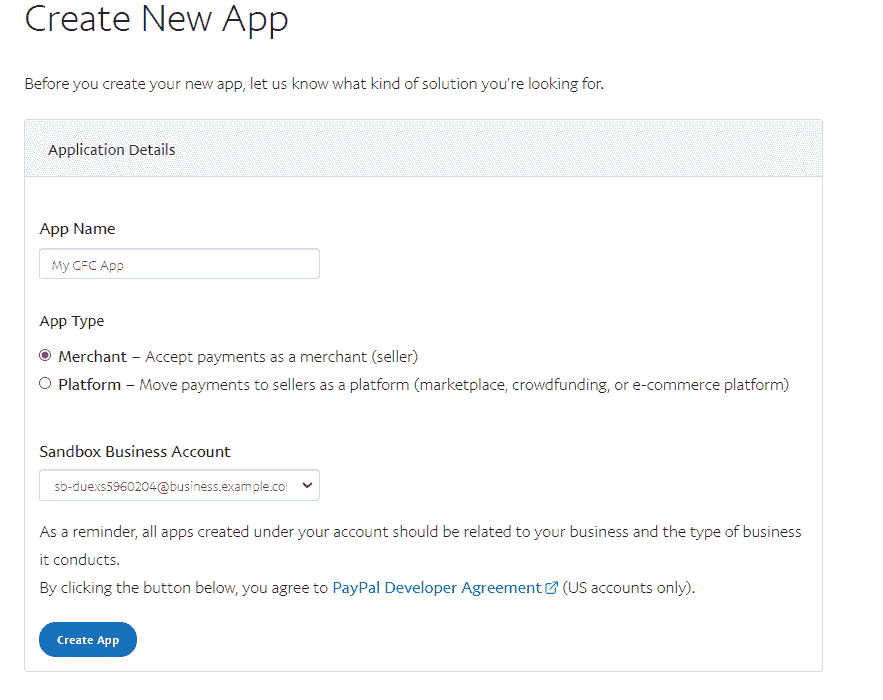 Create New App
Before you create your new app, let us know what kind of solution you're looking for.
Application Details
App Name
My GFG App
App Type
Merchant – Accept payments as a merchant (seller)
Platform – Move payments to sellers as a platform (marketplace, crowdfunding, or e-commerce platform)
Sandbox Business Account
sb-duexs5960204@business.example.co
As a reminder, all apps created under your account should be related to your business and the type of business
it conducts.
By clicking the button below, you agree to PayPal Developer Agreement (US accounts only).
Create App